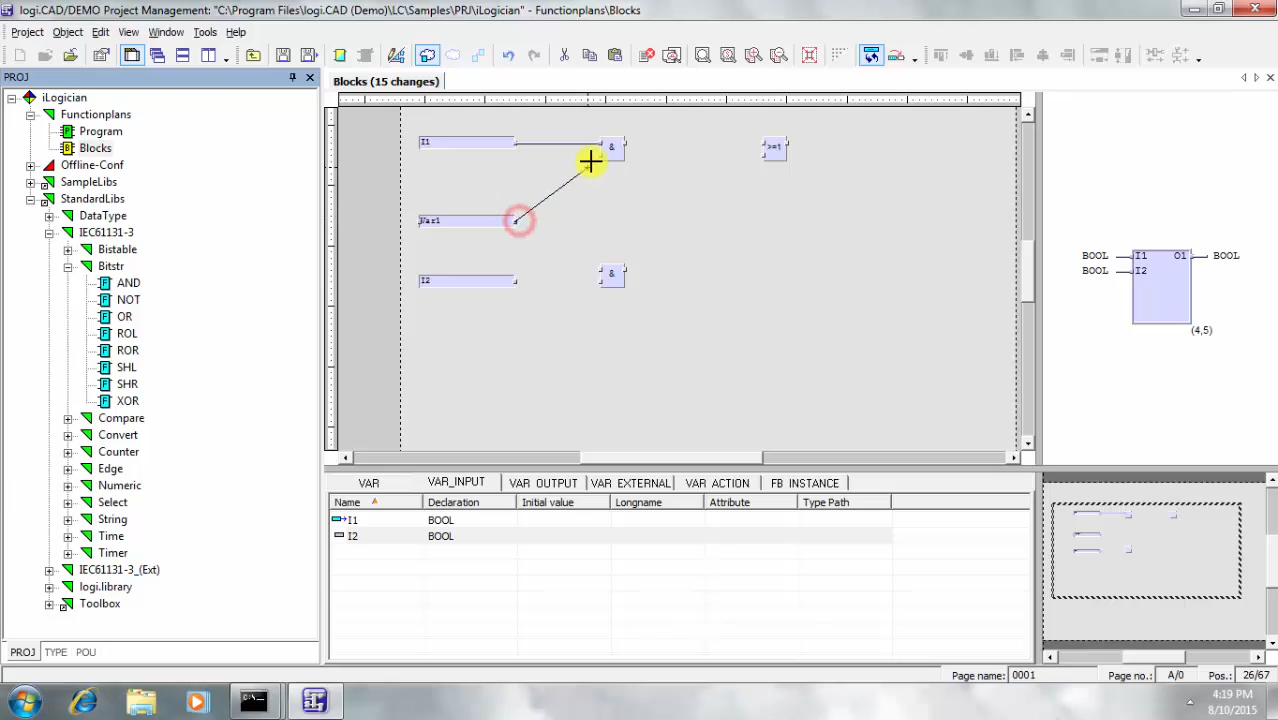 logi.CAD/DEMO Project Management: "C:\Program Files\logi.CAD (Demo)\LC\Samples\PRJ\iLogician" - Functionplans\Blocks
Project Object Edit View Window Tools Help
PROJ
iLogician
Functionplans
Program
Blocks
Offline-Conf
SampleLibs
StandardLibs
DataType
IEC61131-3
Bistable
Bitstr
AND
NOT
OR
ROL
ROR
SHL
SHR
XOR
Compare
Convert
Counter
Edge
Numeric
Select
String
Time
Timer
IEC61131-3_(Ext)
logi.library
Toolbox
PROJ TYPE POU
Blocks (15 changes)
I1
&
>=1
Var1
I2
&
BOOL I1 O1 BOOL
BOOL I2
(4,5)
VAR VAR_INPUT VAR OUTPUT VAR EXTERNAL VAR ACTION FB INSTANCE
Name Declaration Initial value Longname Attribute Type Path
I1 BOOL
I2 BOOL
Page name: 0001 Page no.: A/0 Pos.: 26/67
C:\_
4:19 PM
8/10/2015